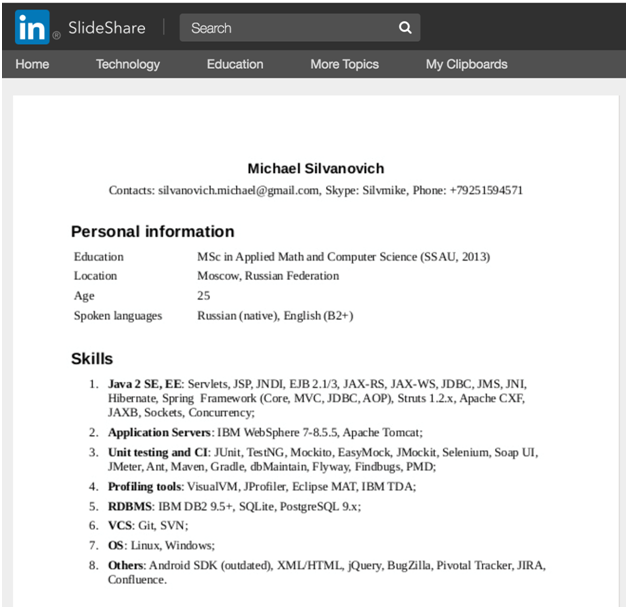 in® SlideShare Search
Home Technology Education More Topics My Clipboards
Michael Silvanovich
Contacts: silvanovich.michael@gmail.com, Skype: Silvmike, Phone: +79251594571
Personal information
Education MSc in Applied Math and Computer Science (SSAU, 2013)
Location Moscow, Russian Federation
Age 25
Spoken languages Russian (native), English (B2+)
Skills
1. Java 2 SE, EE: Servlets, JSP, JNDI, EJB 2.1/3, JAX-RS, JAX-WS, JDBC, JMS, JNI,
Hibernate, Spring Framework (Core, MVC, JDBC, AOP), Struts 1.2.x, Apache CXF,
JAXB, Sockets, Concurrency;
2. Application Servers: IBM WebSphere 7-8.5.5, Apache Tomcat;
3. Unit testing and CI: JUnit, TestNG, Mockito, EasyMock, JMockit, Selenium, Soap UI,
JMeter, Ant, Maven, Gradle, dbMaintain, Flyway, Findbugs, PMD;
4. Profiling tools: VisualVM, JProfiler, Eclipse MAT, IBM TDA;
5. RDBMS: IBM DB2 9.5+, SQLite, PostgreSQL 9.x;
6. VCS: Git, SVN;
7. OS: Linux, Windows;
8. Others: Android SDK (outdated), XML/HTML, jQuery, BugZilla, Pivotal Tracker, JIRA,
Confluence.